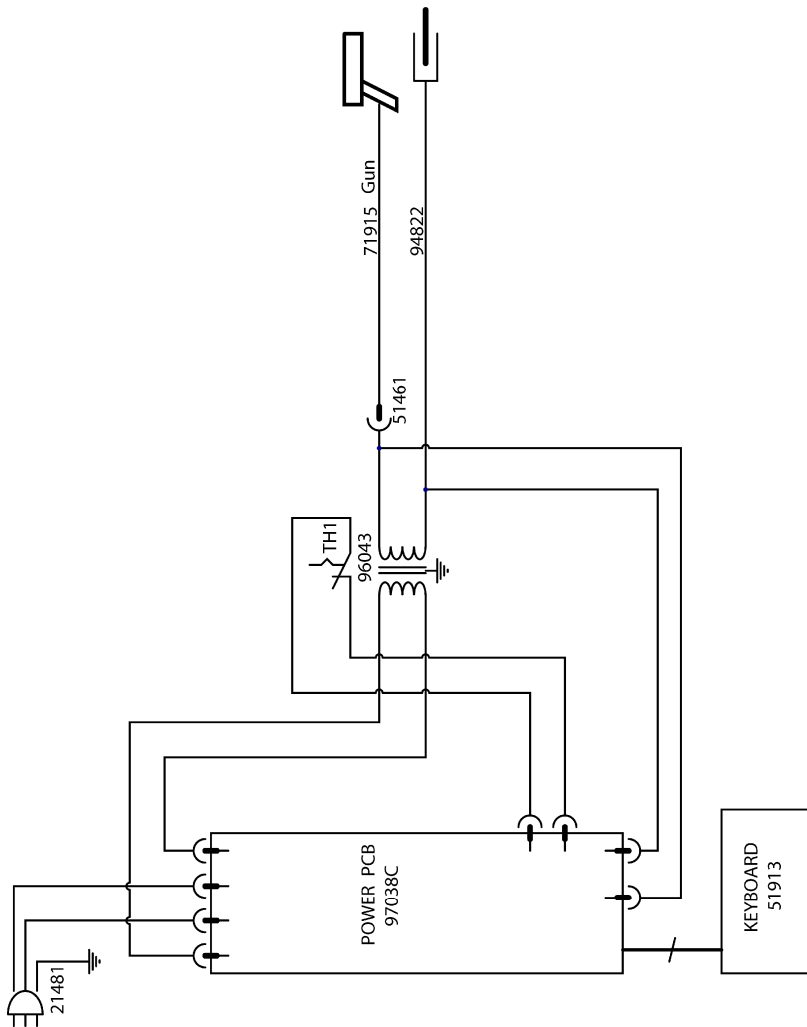 71915 Gun
94822
51461
TH1
96043
POWER PCB
97038C
KEYBOARD
51913
21481